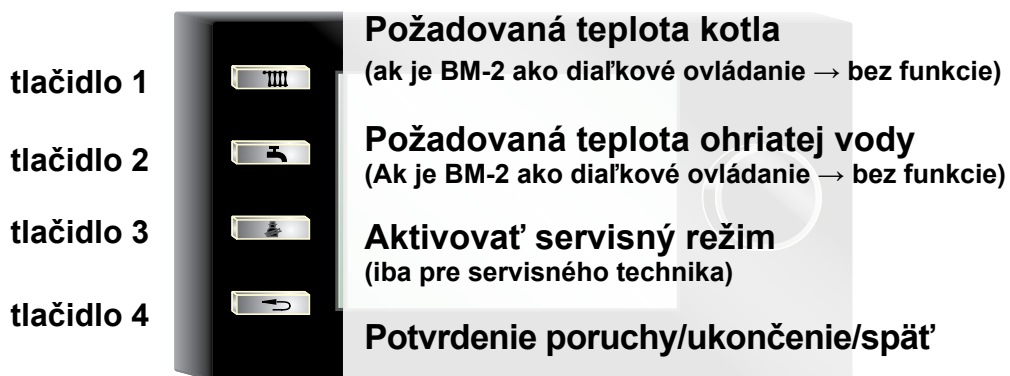 Požadovaná teplota kotla
tlačidlo 1
(ak je BM-2 ako diaľkové ovládanie → bez funkcie)
Požadovaná teplota ohriatej vody
tlačidlo 2
(Ak je BM-2 ako diaľkové ovládanie → bez funkcie)
tlačidlo 3
Aktivovať servisný režim
(iba pre servisného technika)
tlačidlo 4
Potvrdenie poruchy/ukončenie/späť